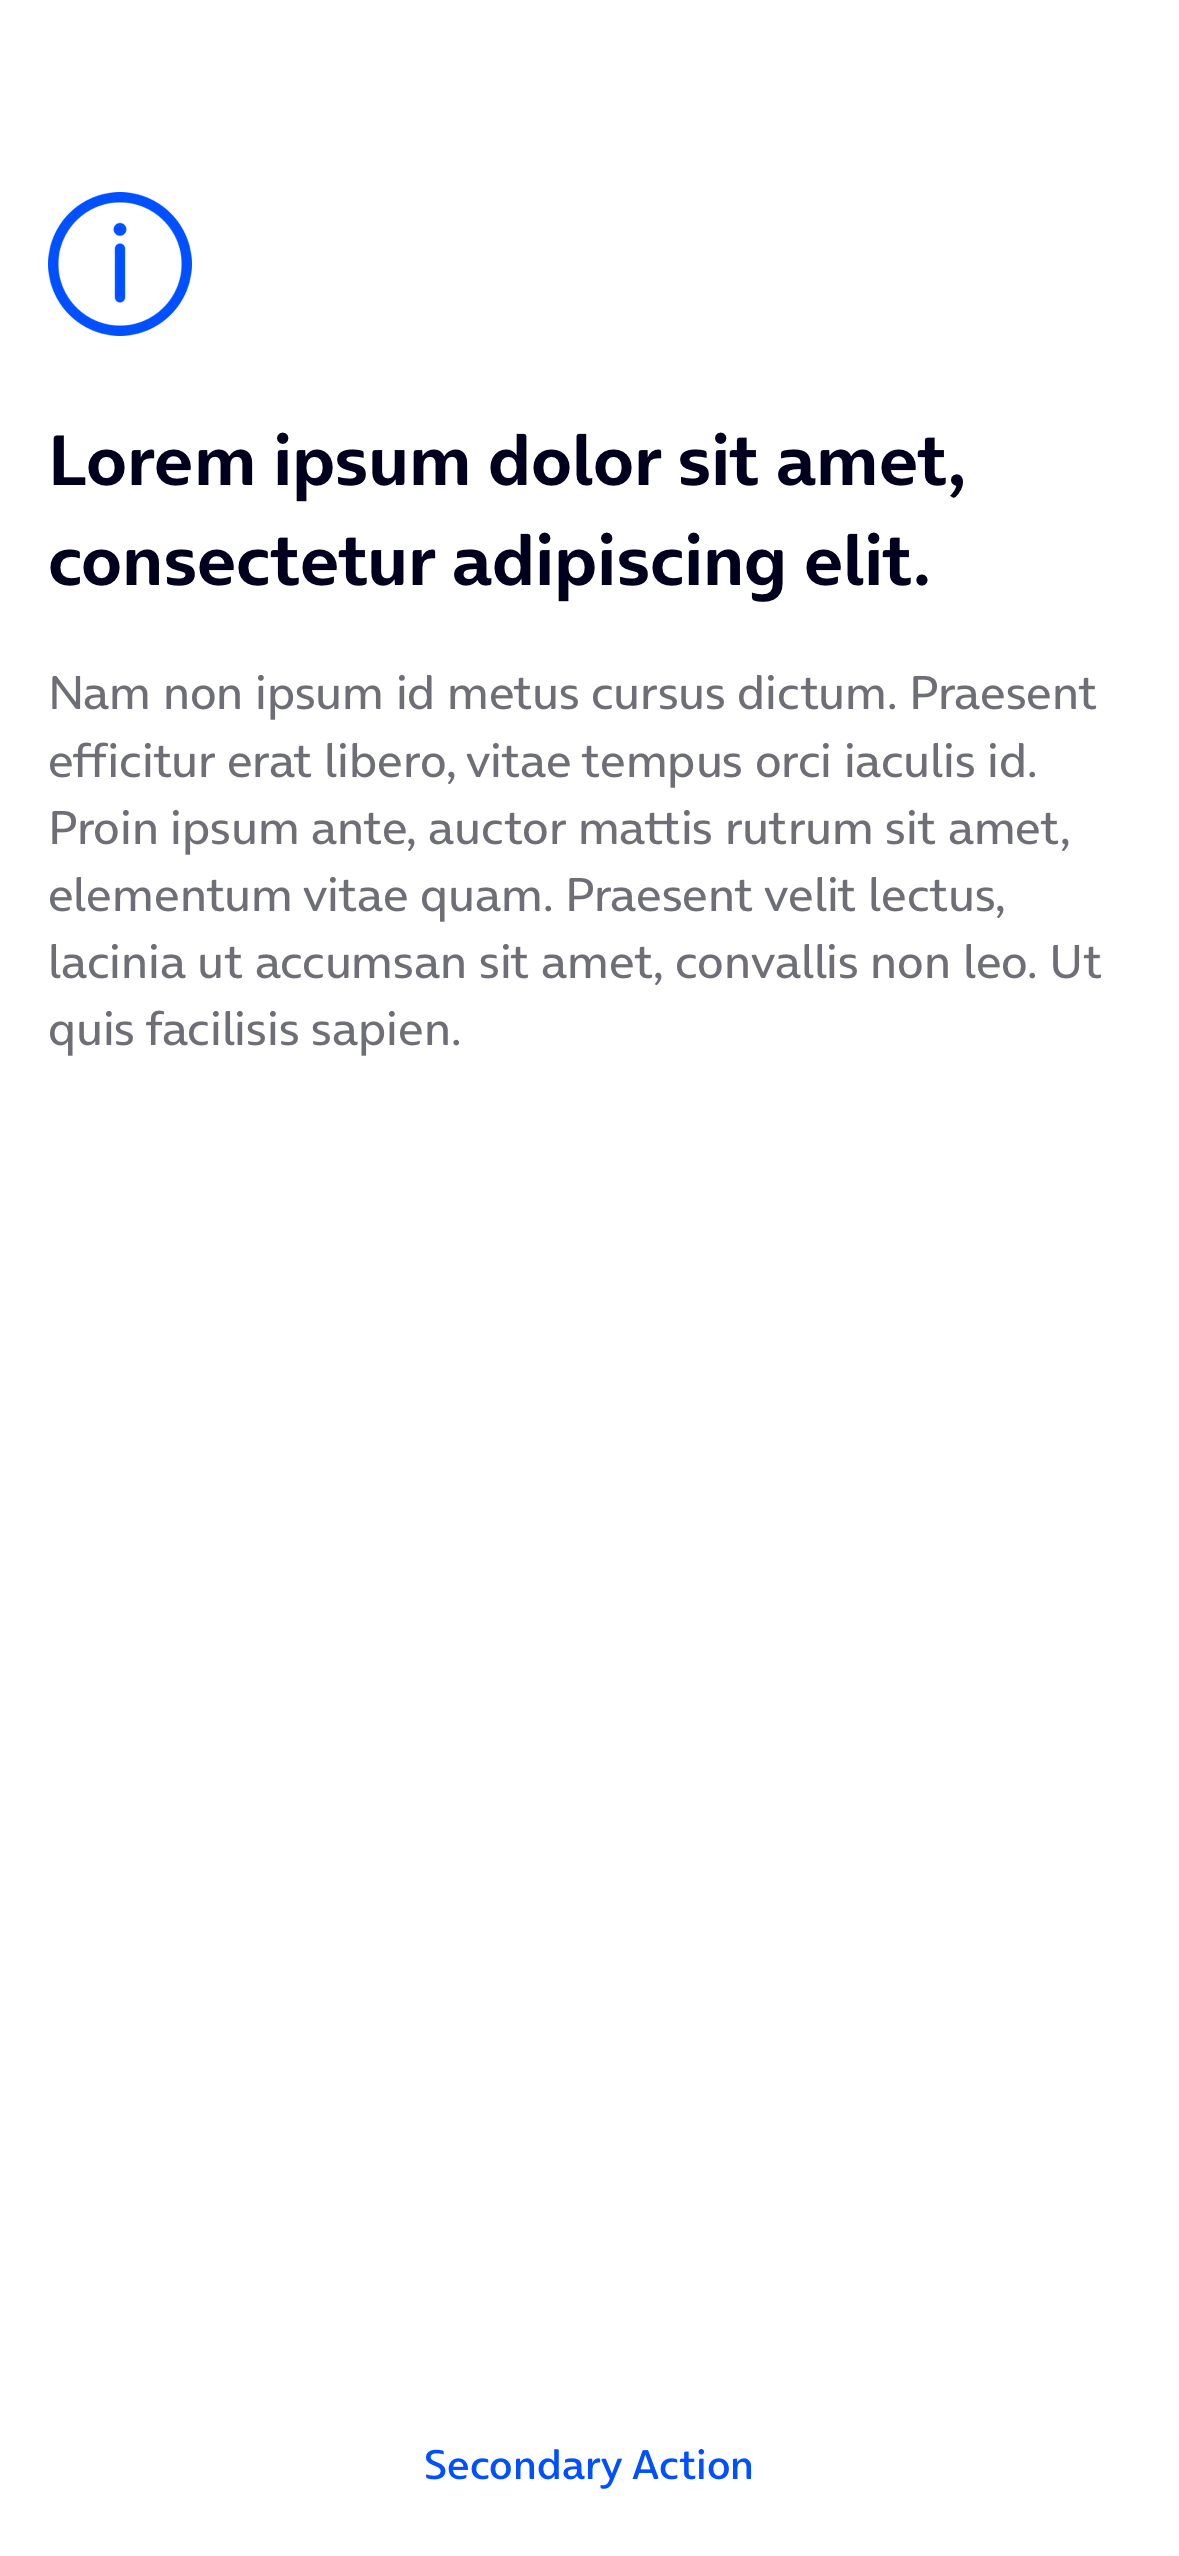 Lorem ipsum dolor sit amet,
consectetur adipiscing elit.
Nam non ipsum id metus cursus dictum. Praesent
efficitur erat libero, vitae tempus orci iaculis id.
Proin ipsum ante, auctor mattis rutrum sit amet,
elementum vitae quam. Praesent velit lectus,
lacinia ut accumsan sit amet, convallis non leo. Ut
quis facilisis sapien.
Secondary Action